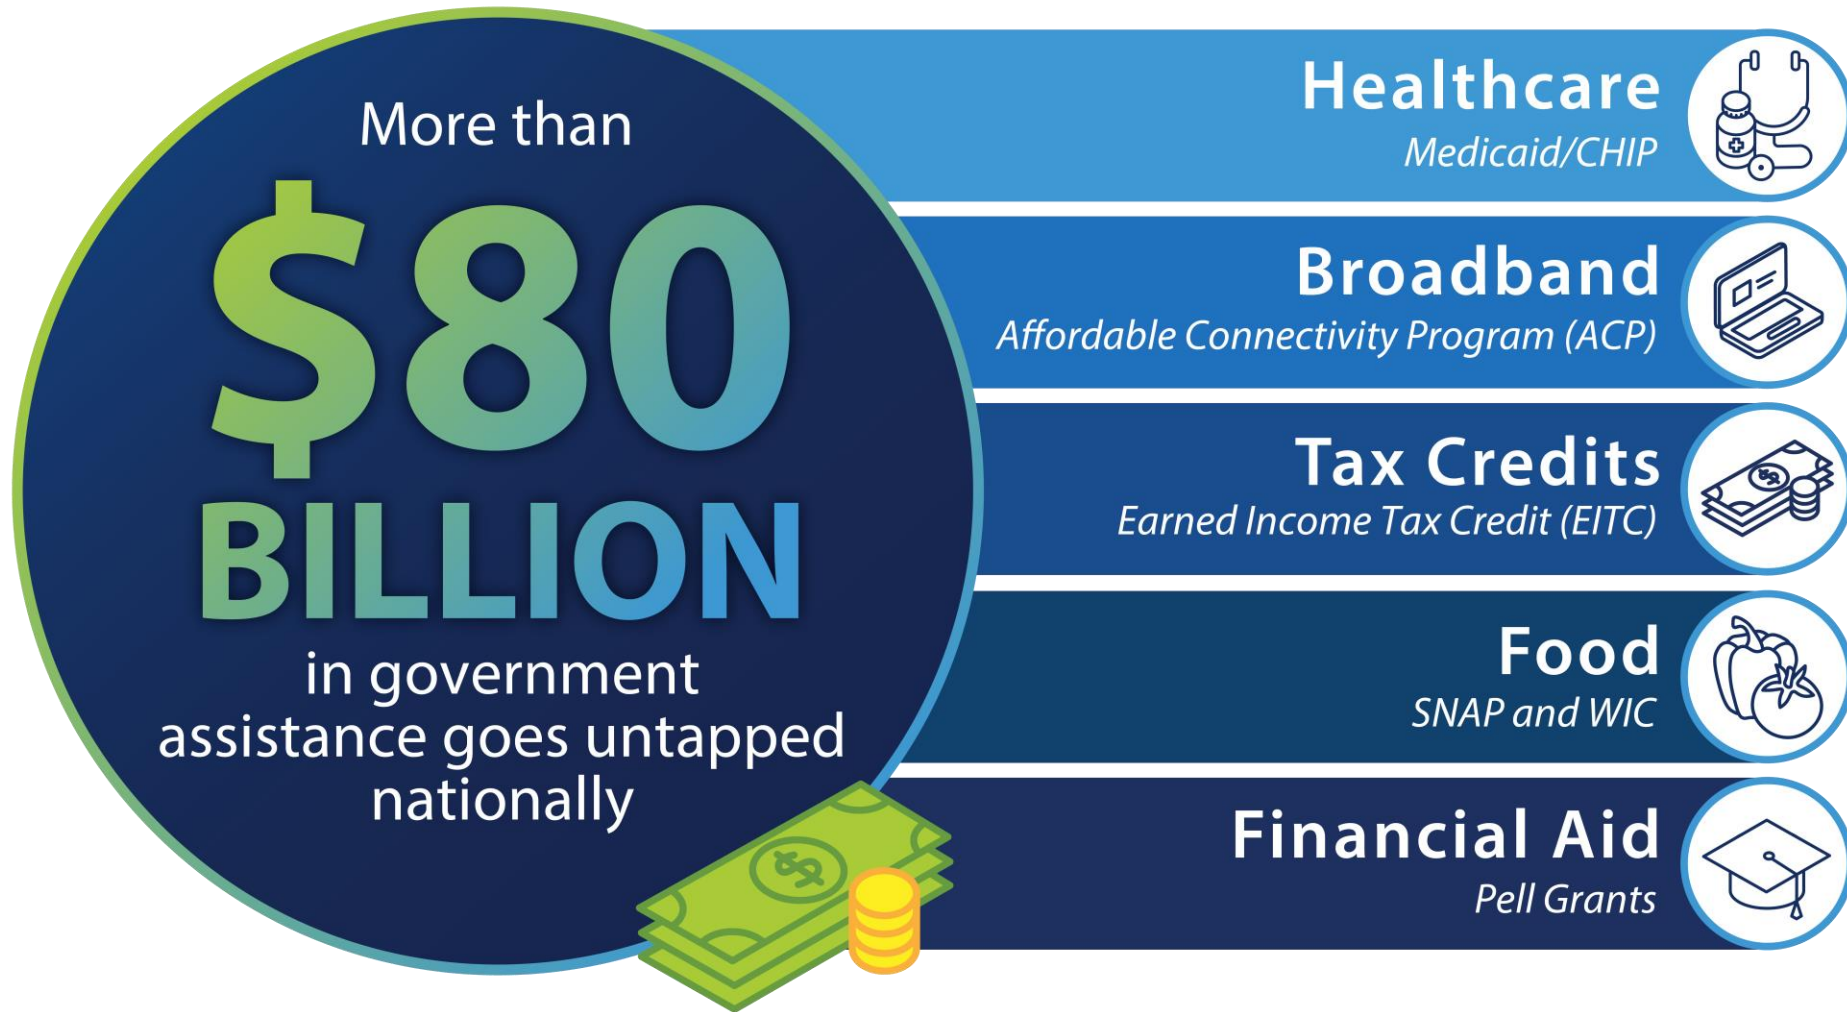 More than
$80
BILLION
in government
assistance goes untapped
nationally
Healthcare
Medicaid/CHIP
Broadband
Affordable Connectivity Program (ACP)
Tax Credits
Earned Income Tax Credit (EITC)
Food
SNAP and WIC
Financial Aid
Pell Grants